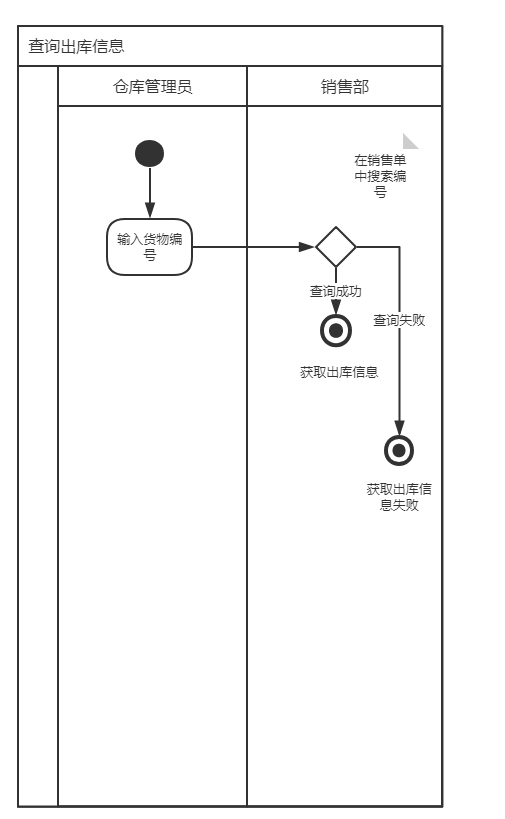 查询出库信息
仓库管理员
销售部
在销售单
中搜索编
号
输入货物编
号
查询成功
查询失败
获取出库信息
获取出库信
息失败